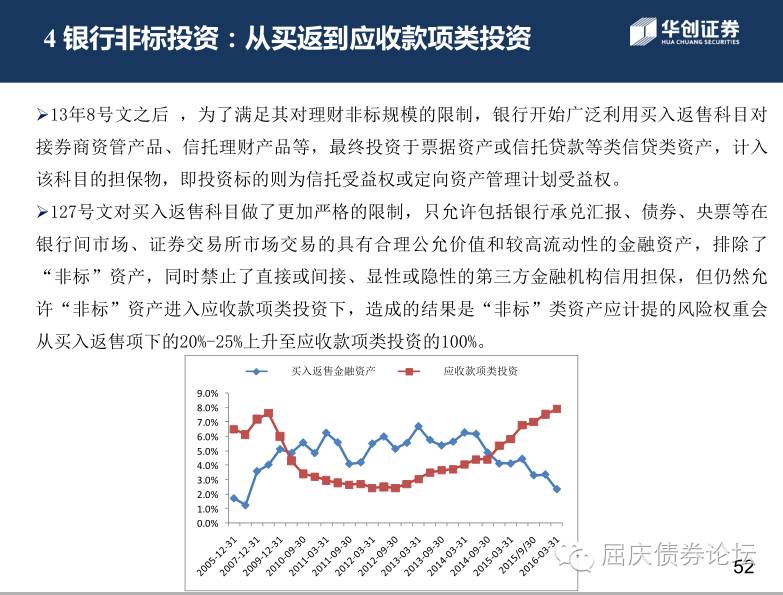 4 银行非标投资：从买返到应收款项类投资
华创证券
HUA CHUANG SECURITIES
➢13年8号文之后 ，为了满足其对理财非标规模的限制，银行开始广泛利用买入返售科目对
接券商资管产品、信托理财产品等，最终投资于票据资产或信托贷款等类信贷类资产，计入
该科目的担保物，即投资标的则为信托受益权或定向资产管理计划受益权。
➢127号文对买入返售科目做了更加严格的限制，只允许包括银行承兑汇报、债券、央票等在
银行间市场、证券交易所市场交易的具有合理公允价值和较高流动性的金融资产，排除了
“非标”资产，同时禁止了直接或间接、显性或隐性的第三方金融机构信用担保，但仍然允
许“非标”资产进入应收款项类投资下，造成的结果是“非标”类资产应计提的风险权重会
从买入返售项下的20%-25%上升至应收款项类投资的100%。
买入返售金融资产 应收款项类投资
9.0%
8.0%
7.0%
6.0%
5.0%
4.0%
3.0%
2.0%
1.0%
0.0%
2005-12-31 2007-12-31 2009-12-31 2010-09-30 2011-03-31 2011-09-30 2012-03-31 2012-09-30 2013-03-31 2013-09-30 2014-03-31 2014-09-30 2015-03-31 2015/9/30 2016-03-31
屈庆债券论坛
52